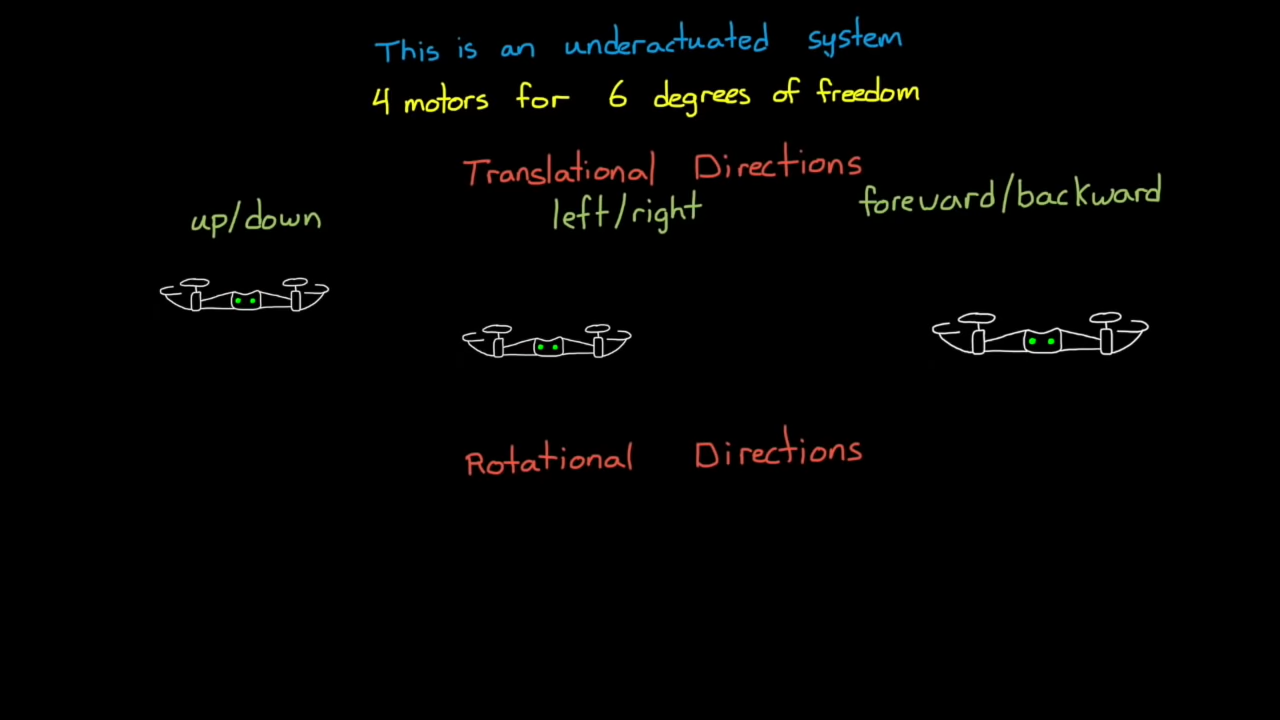 This is an underactuated system
4 motors for 6 degrees of freedom
Translational Directions
up/down left/right foreward/backward
Rotational Directions